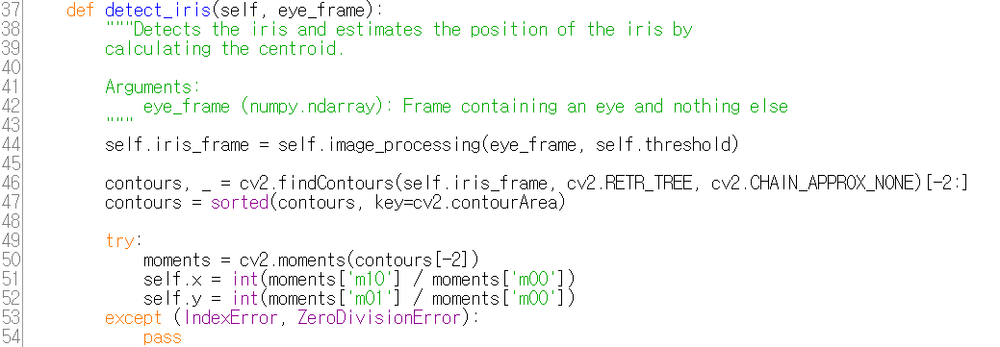 37    def detect_iris(self, eye_frame):
38        """Detects the iris and estimates the position of the iris by
39        calculating the centroid.
40
41        Arguments:
42            eye_frame (numpy.ndarray): Frame containing an eye and nothing else
43        """
44        self.iris_frame = self.image_processing(eye_frame, self.threshold)
45
46        contours, _ = cv2.findContours(self.iris_frame, cv2.RETR_TREE, cv2.CHAIN_APPROX_NONE)[-2:]
47        contours = sorted(contours, key=cv2.contourArea)
48
49        try:
50            moments = cv2.moments(contours[-2])
51            self.x = int(moments['m10'] / moments['m00'])
52            self.y = int(moments['m01'] / moments['m00'])
53        except (IndexError, ZeroDivisionError):
54            pass